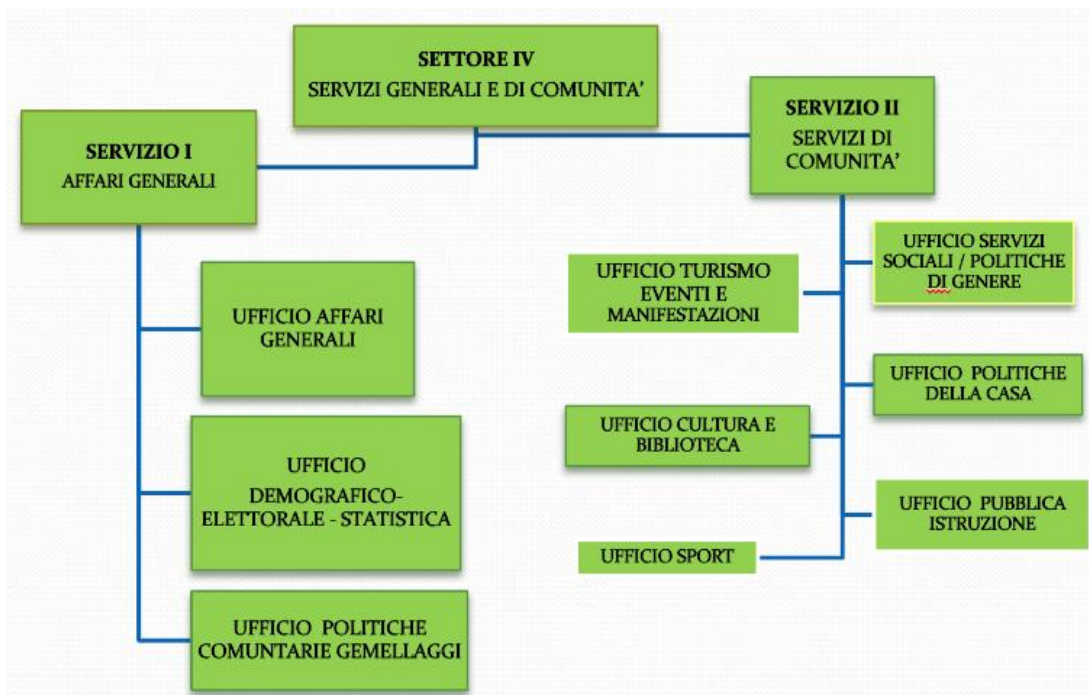 SETTORE IV
SERVIZI GENERALI E DI COMUNITA’
SERVIZIO I
AFFARI GENERALI
UFFICIO AFFARI
GENERALI
UFFICIO
DEMOGRAFICO-
ELETTORALE - STATISTICA
UFFICIO POLITICHE
COMUNTARIE GEMELLAGGI
SERVIZIO II
SERVIZI DI
COMUNITA’
UFFICIO TURISMO
EVENTI E
MANIFESTAZIONI
UFFICIO CULTURA E
BIBLIOTECA
UFFICIO SPORT
UFFICIO SERVIZI
SOCIALI / POLITICHE
DI GENERE
UFFICIO POLITICHE
DELLA CASA
UFFICIO PUBBLICA
ISTRUZIONE